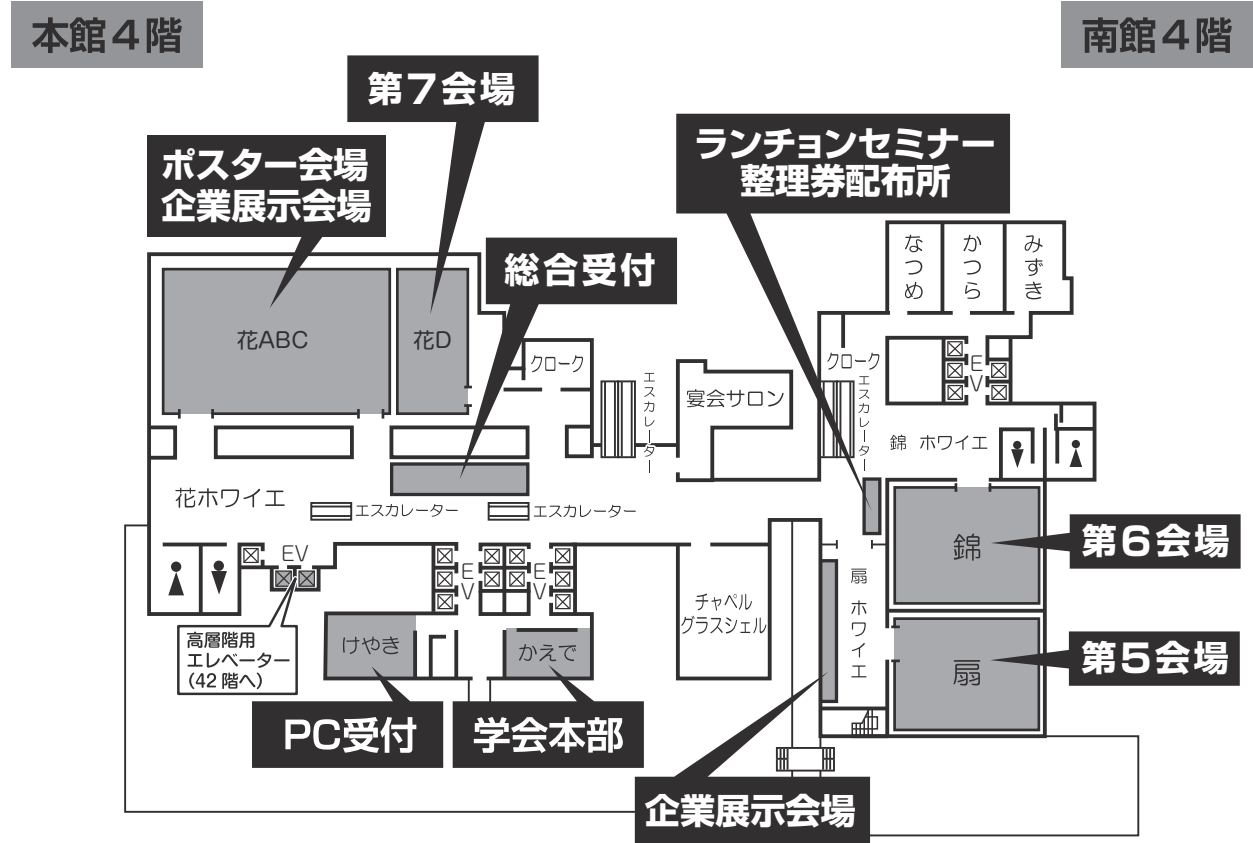 本館4階
南館4階
第7会場
ランチョンセミナー
整理券配布所
ポスター会場
企業展示会場
総合受付
なつめ
かつら
みずき
花ABC
花D
クローク
エスカレーター
宴会サロン
クローク
エスカレーター
EV
錦 ホワイエ
花ホワイエ
エスカレーター
エスカレーター
錦
第6会場
EV
EV
EV
チャペル
グラスシェル
扇 ホワイエ
高層階用
エレベーター
(42階へ)
けやき
かえで
扇
第5会場
PC受付
学会本部
企業展示会場